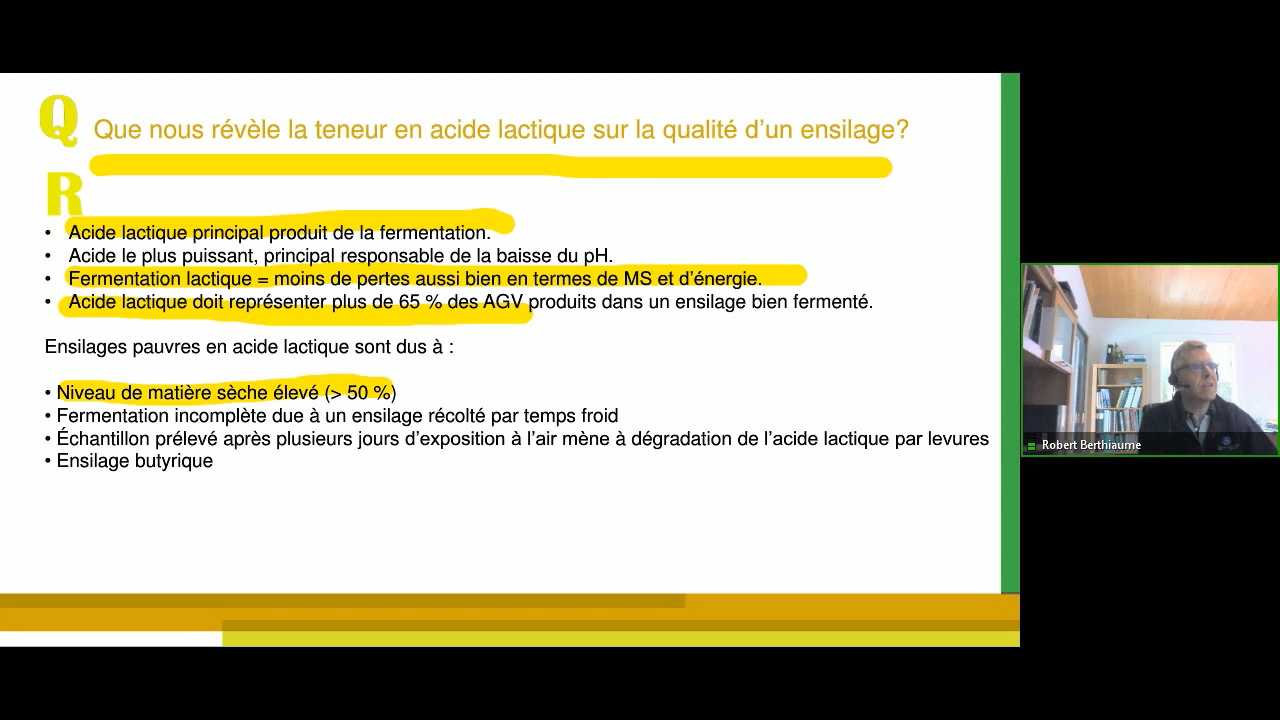 Q Que nous révèle la teneur en acide lactique sur la qualité d’un ensilage?
R
• Acide lactique principal produit de la fermentation.
• Acide le plus puissant, principal responsable de la baisse du pH.
• Fermentation lactique = moins de pertes aussi bien en termes de MS et d’énergie.
• Acide lactique doit représenter plus de 65 % des AGV produits dans un ensilage bien fermenté.
Ensilages pauvres en acide lactique sont dus à :
• Niveau de matière sèche élevé (> 50 %)
• Fermentation incomplète due à un ensilage récolté par temps froid
• Échantillon prélevé après plusieurs jours d’exposition à l’air mène à dégradation de l’acide lactique par levures
• Ensilage butyrique
Robert Berthiaume